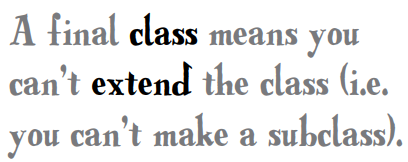 A final class means you
can't extend the class (i.e.
you can't make a subclass).